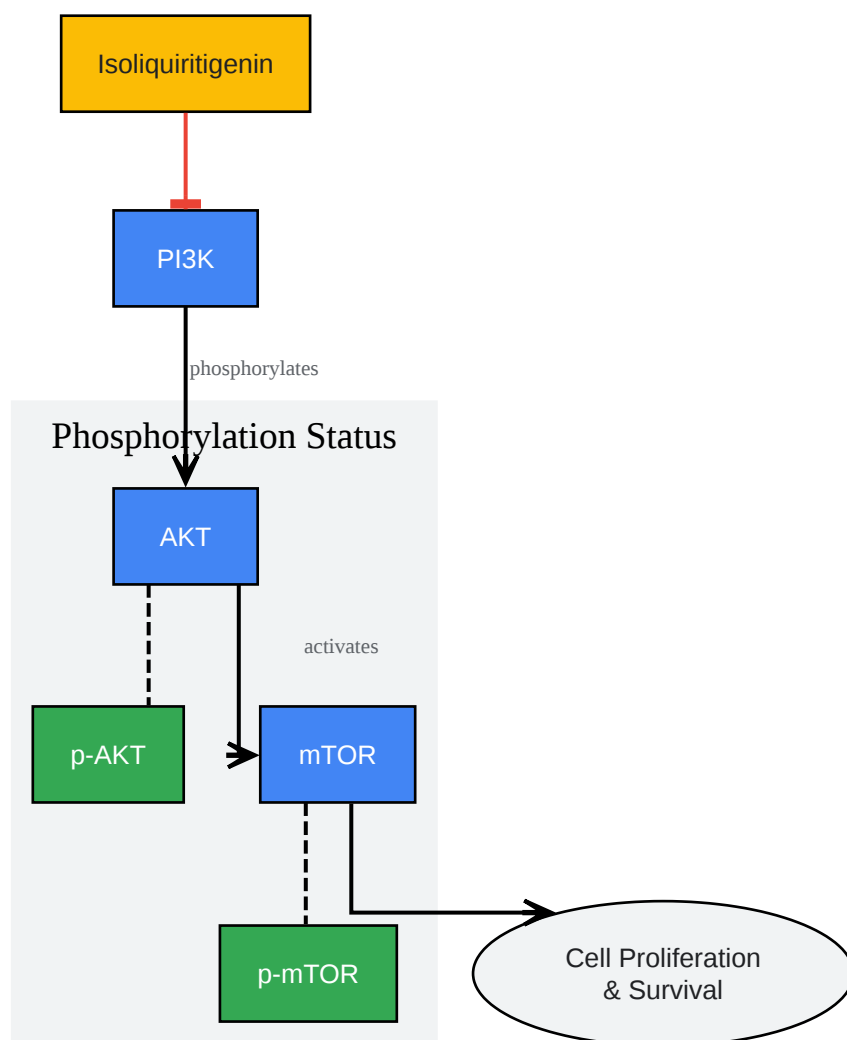 Isoliquiritigenin
PI3K
phosphorylates
Phosphorylation Status
AKT
activates
p-AKT
mTOR
p-mTOR
Cell Proliferation
& Survival